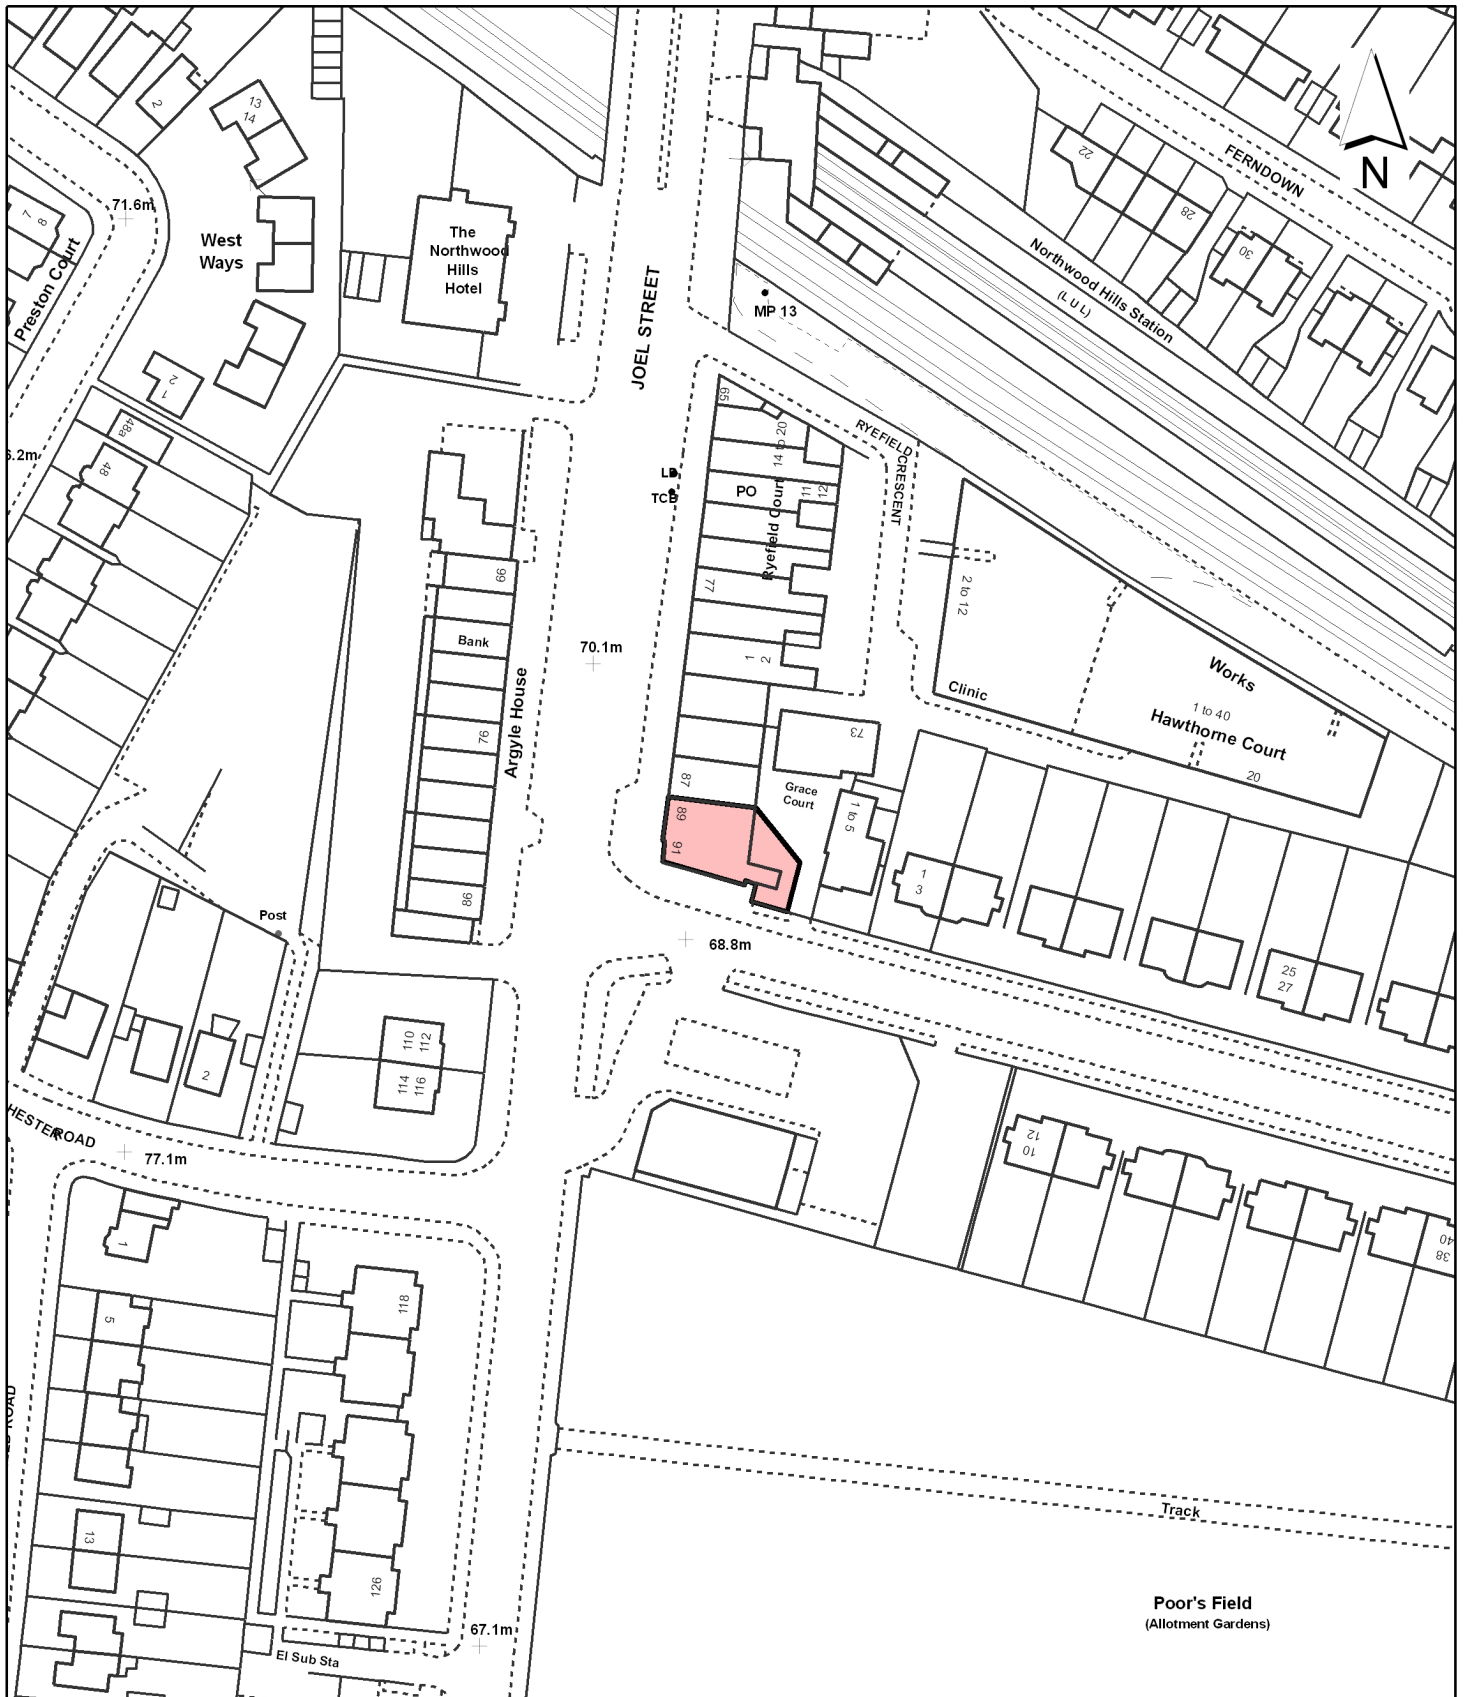 2
13
14
71.6m
7
8
Preston Court
West
Ways
The
Northwood
Hills
Hotel
JOEL STREET
MP 13
22
28
30
FERNDOWN
N
Northwood Hills Station
(L U L)
2
1
48a
48
6.2m
65
14 to 20
RYEFIELD
CRESCENT
LB
TCB
PO
11
12
Ryefield Court
77
99
Bank
70.1m
1
2
Argyle House
76
2 to 12
Clinic
Works
1 to 40
Hawthorne Court
20
73
87
Grace
Court
1 to 5
89
91
1
3
98
Post
68.8m
25
27
110
112
114
116
2
HESTER ROAD
77.1m
12
10
40
38
1
118
5
13
126
ROAD
67.1m
El Sub Sta
Track
Poor's Field
(Allotment Gardens)